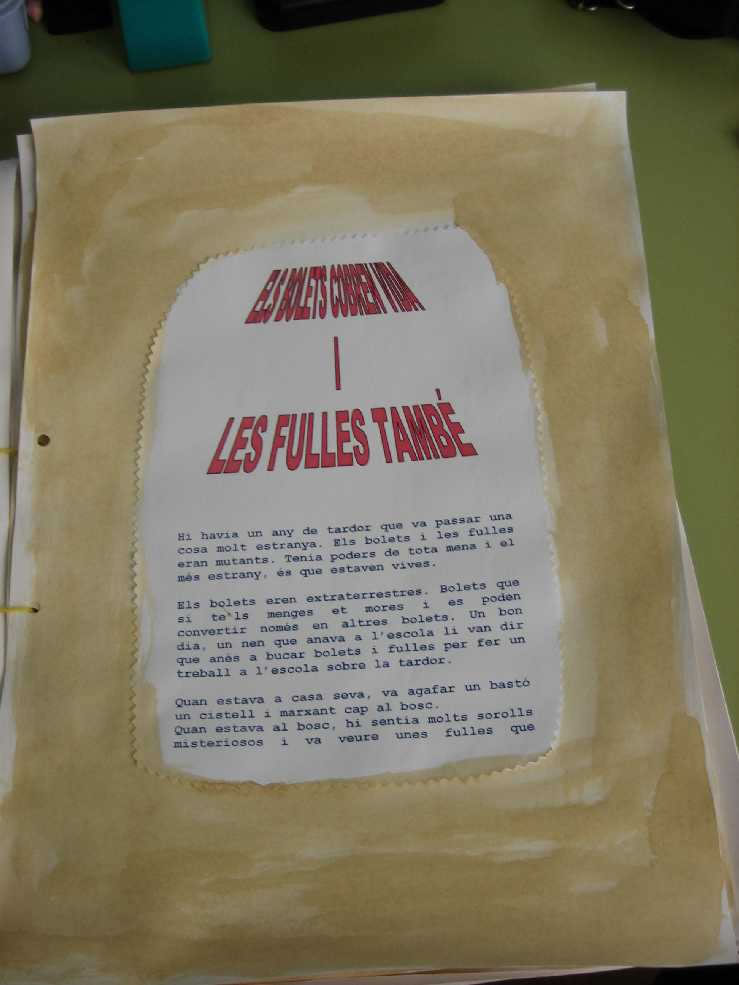 ELS BOLETS COBREN VIDA
I
LES FULLES TAMBÉ
Hi havia un any de tardor que va passar una
cosa molt estranya. Els bolets i les fulles
eran mutants. Tenia poders de tota mena i el
més estrany, és que estaven vives.
Els bolets eren extraterrestres. Bolets que
si te`ls menges et mores i es poden
convertir només en altres bolets. Un bon
dia, un nen que anava a l'escola li van dir
que anés a bucar bolets i fulles per fer un
treball a l'escola sobre la tardor.
Quan estava a casa seva, va agafar un bastó
un cistell i marxant cap al bosc.
Quan estava al bosc, hi sentia molts sorolls
misteriosos i va veure unes fulles que